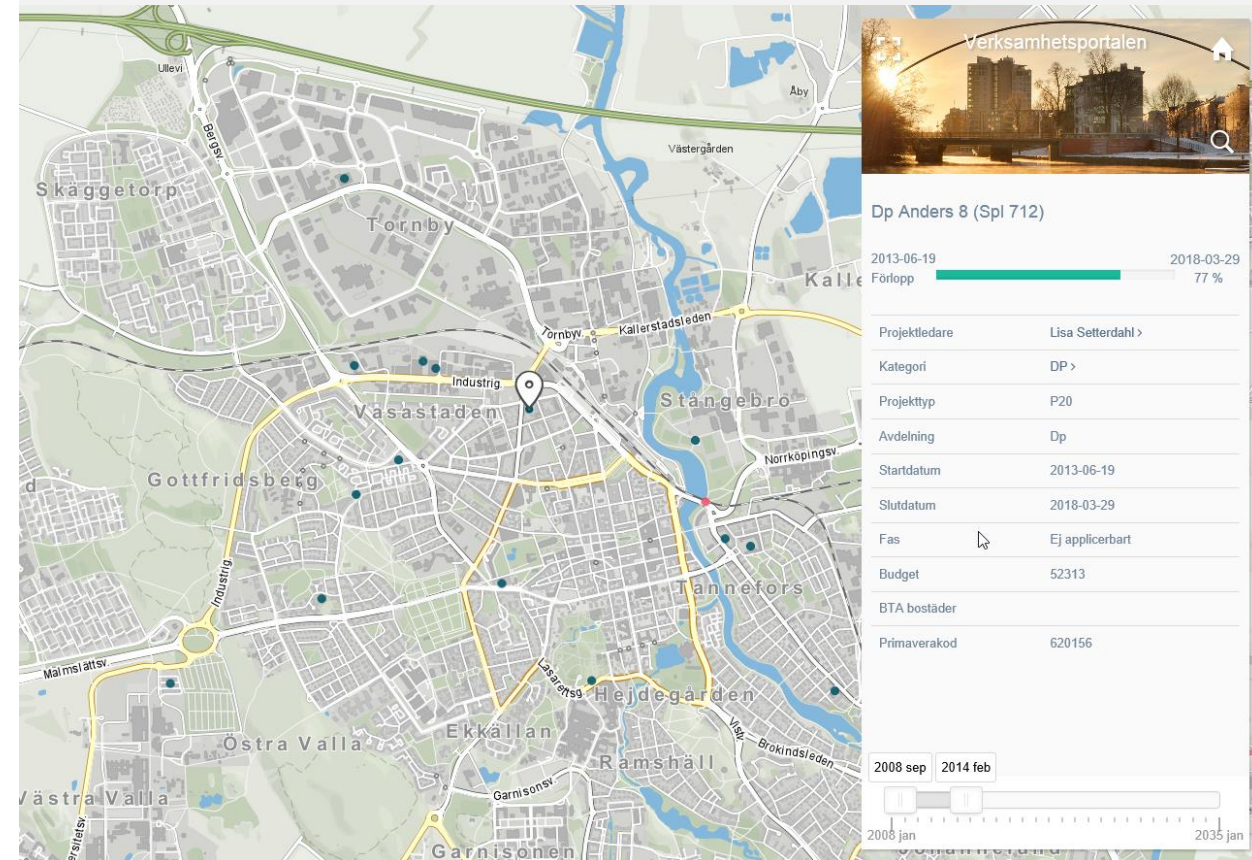 Ullevi
Åby
Bergsv.
Västergården
Skäggetorp
Tornby
Kalle
Tornbyv.
Kallerstadsleden
Industrig.
Vasastaden
Stångebro
Norrköpingsv.
Gottfridsberg
d
Industrig.
Tannefors
Malmslättsv.
Lasarettsg
Hejdegården
Ekkällan
Vistv.
Brokindsleden
Östra Valla
Ramshäll
Garnisonsv.
Västra Valla
Garnisonen
Johannelund
Verksamhetsportalen
Dp Anders 8 (Spl 712)
2013-06-19 2018-03-29
Förlopp 77 %
Projektledare Lisa Setterdahl >
Kategori DP >
Projekttyp P20
Avdelning Dp
Startdatum 2013-06-19
Slutdatum 2018-03-29
Fas Ej applicerbart
Budget 52313
BTA bostäder
Primaverakod 620156
2008 sep 2014 feb
2008 jan 2035 jan